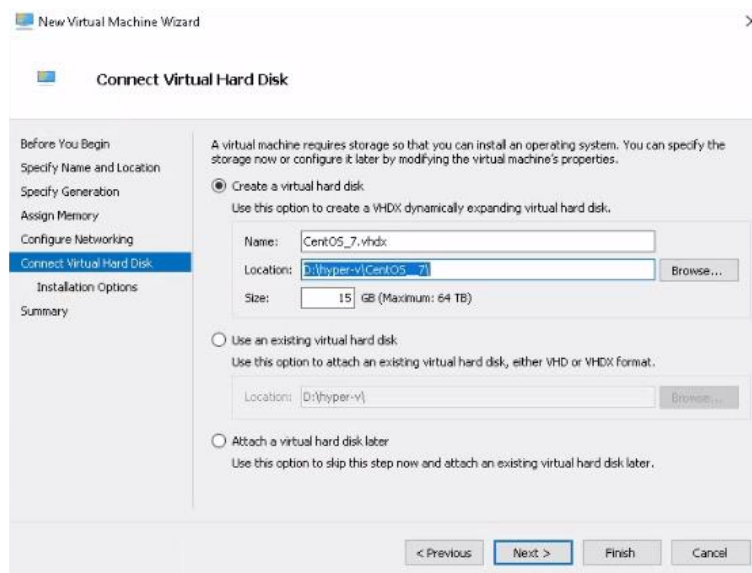 New Virtual Machine Wizard
Connect Virtual Hard Disk
Before You Begin
Specify Name and Location
Specify Generation
Assign Memory
Configure Networking
Connect Virtual Hard Disk
Installation Options
Summary
A virtual machine requires storage so that you can install an operating system. You can specify the
storage now or configure it later by modifying the virtual machine's properties.
Create a virtual hard disk
Use this option to create a VHDX dynamically expanding virtual hard disk.
Name: CentOS_7.vhdx
Location: D:\hyper-v\CentOS__7\ Browse...
Size: 15 GB (Maximum: 64 TB)
Use an existing virtual hard disk
Use this option to attach an existing virtual hard disk, either VHD or VHDX format.
Location: D:\hyper-v\ Browse...
Attach a virtual hard disk later
Use this option to skip this step now and attach an existing virtual hard disk later.
< Previous Next > Finish Cancel